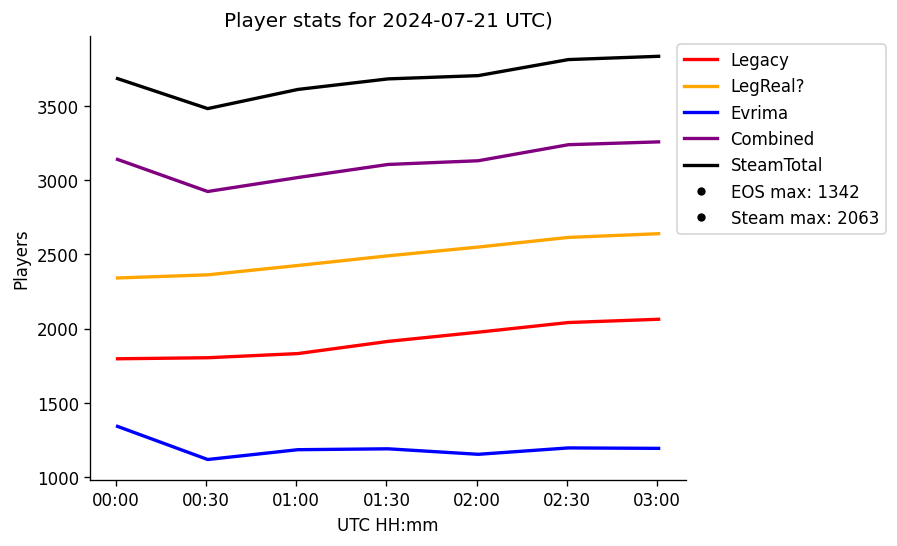 Player stats for 2024-07-21 UTC)
Legacy
LegReal?
Evrima
Combined
SteamTotal
EOS max: 1342
Steam max: 2063
Players
3500
3000
2500
2000
1500
1000
00:00 00:30 01:00 01:30 02:00 02:30 03:00
UTC HH:mm